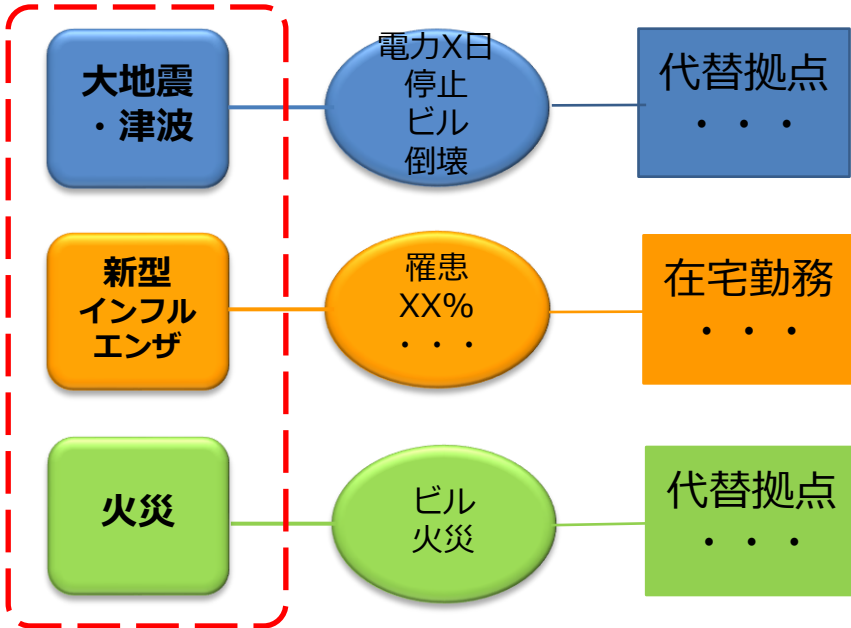 大地震
・津波
電力X日
停止
ビル
倒壊
代替拠点
・・・
新型
インフル
エンザ
罹患
XX%
・・・
在宅勤務
・・・
火災
ビル
火災
代替拠点
・・・